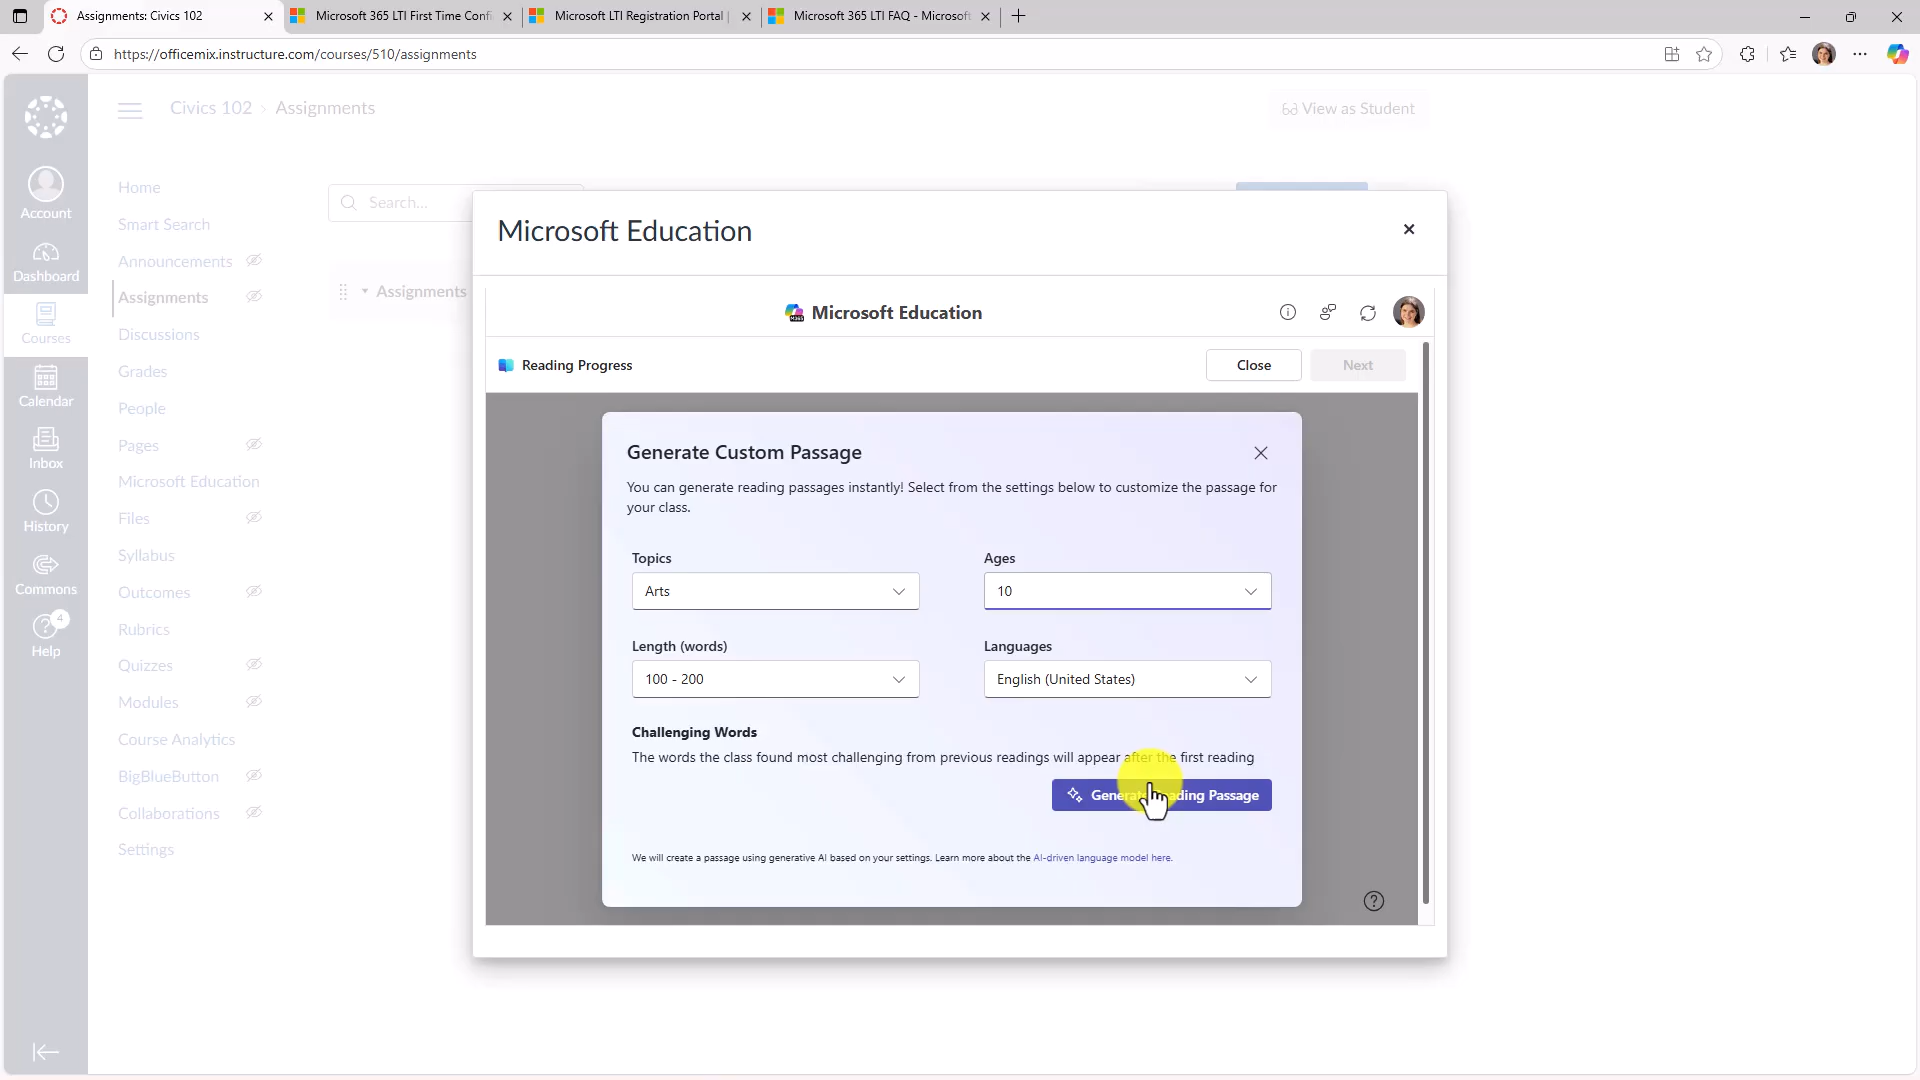 Assignments: Civics 102
Microsoft 365 LTI First Time Confi
Microsoft LTI Registration Portal |
Microsoft 365 LTI FAQ - Microsoft
https://officemix.instructure.com/courses/510/assignments
Civics 102 › Assignments
View as Student
Account
Dashboard
Courses
Calendar
Inbox
History
Commons
4
Help
Home
Smart Search
Announcements
Assignments
Discussions
Grades
People
Pages
Microsoft Education
Files
Syllabus
Outcomes
Rubrics
Quizzes
Modules
Course Analytics
BigBlueButton
Collaborations
Settings
Search...
Assignments
Microsoft Education
Microsoft Education
Reading Progress
Close
Next
Generate Custom Passage
You can generate reading passages instantly! Select from the settings below to customize the passage for
your class.
Topics
Ages
Arts
10
Length (words)
Languages
100 - 200
English (United States)
Challenging Words
The words the class found most challenging from previous readings will appear after the first reading
Passage
We will create a passage using generative AI based on your settings. Learn more about the AI-driven language model here.